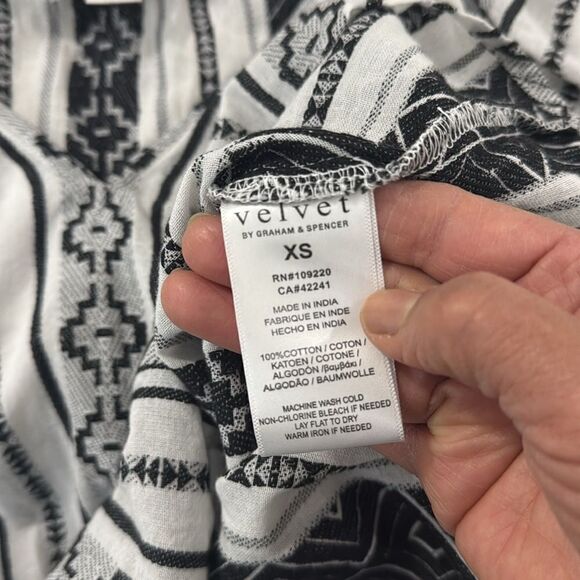 velvet
BY GRAHAM & SPENCER
XS
RN#109220
CA#42241
MADE IN INDIA
FABRIQUE EN INDE
HECHO EN INDIA
100%COTTON / COTON /
KATOEN / COTONE /
ALGODÓN /βαμβάκι /
ALGODÃO / BAUMWOLLE
MACHINE WASH COLD
NON-CHLORINE BLEACH IF NEEDED
LAY FLAT TO DRY
WARM IRON IF NEEDED